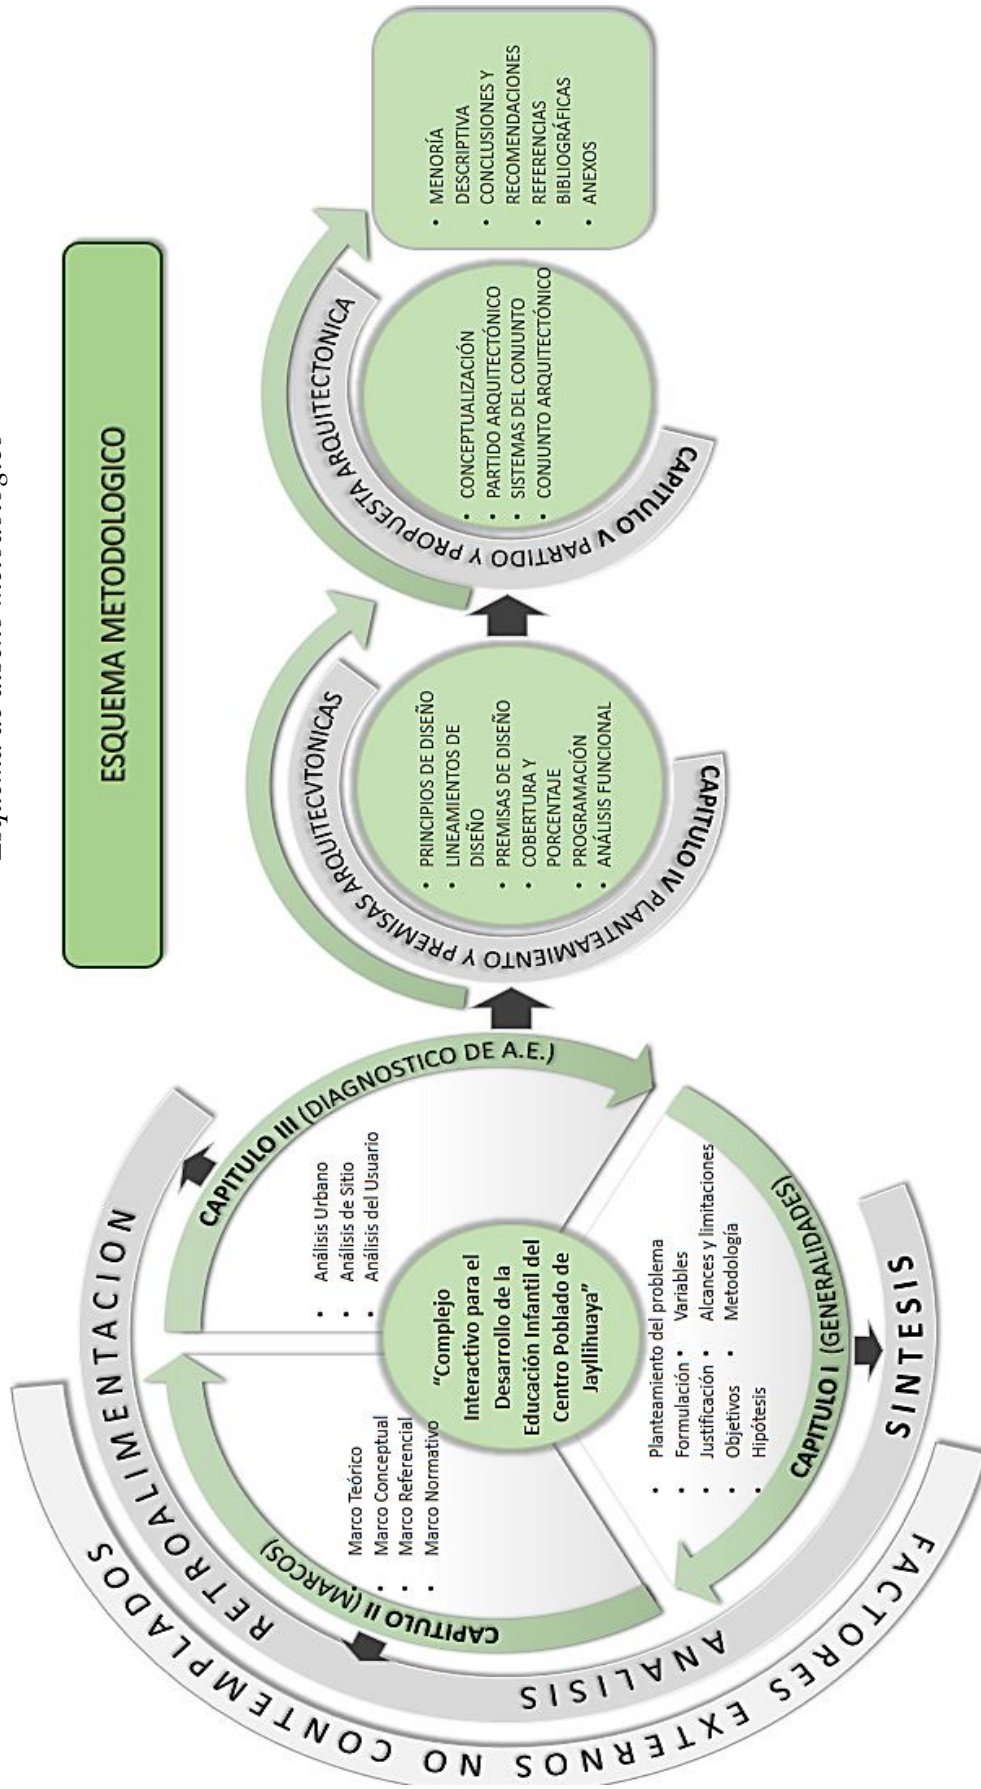 ESQUEMA METODOLOGICO
FACTORES EXTERNOS NO CONTEMPLADOS
RETROALIMENTACION
ANALISIS
SINTESIS
"Complejo
Interactivo para el
Desarrollo de la
Educación Infantil del
Centro Poblado de
Jayllihuaya"
CAPITULO I (GENERALIDADES)
• Planteamiento del problema
• Formulación • Variables
• Justificación • Alcances y limitaciones
• Objetivos • Metodología
• Hipótesis
CAPITULO II (MARCOS)
• Marco Teórico
• Marco Conceptual
• Marco Referencial
• Marco Normativo
CAPITULO III (DIAGNOSTICO DE A.E.)
• Análisis Urbano
• Análisis de Sitio
• Análisis del Usuario
CAPITULO IV PLANTEAMIENTO Y PREMISAS ARQUITECVTONICAS
• PRINCIPIOS DE DISEÑO
• LINEAMIENTOS DE
DISEÑO
• PREMISAS DE DISEÑO
• COBERTURA Y
PORCENTAJE
• PROGRAMACIÓN
• ANÁLISIS FUNCIONAL
CAPITULO V PARTIDO Y PROPUESTA ARQUITECTONICA
• CONCEPTUALIZACIÓN
• PARTIDO ARQUITECTÓNICO
• SISTEMAS DEL CONJUNTO
• CONJUNTO ARQUITECTÓNICO
• MENORÍA
DESCRIPTIVA
• CONCLUSIONES Y
RECOMENDACIONES
• REFERENCIAS
BIBLIOGRÁFICAS
• ANEXOS